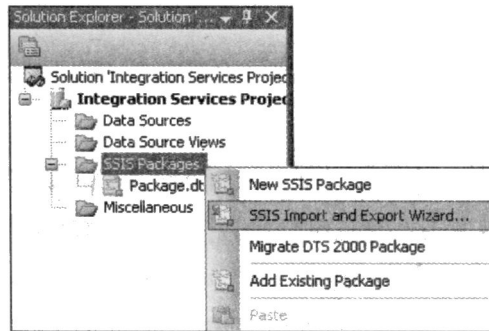 Solution Explorer - Solution '...
Solution 'Integration Services Projec
Integration Services Projec
Data Sources
Data Source Views
SSIS Packages
Package.dt
Miscellaneous
New SSIS Package
SSIS Import and Export Wizard...
Migrate DTS 2000 Package
Add Existing Package
Paste